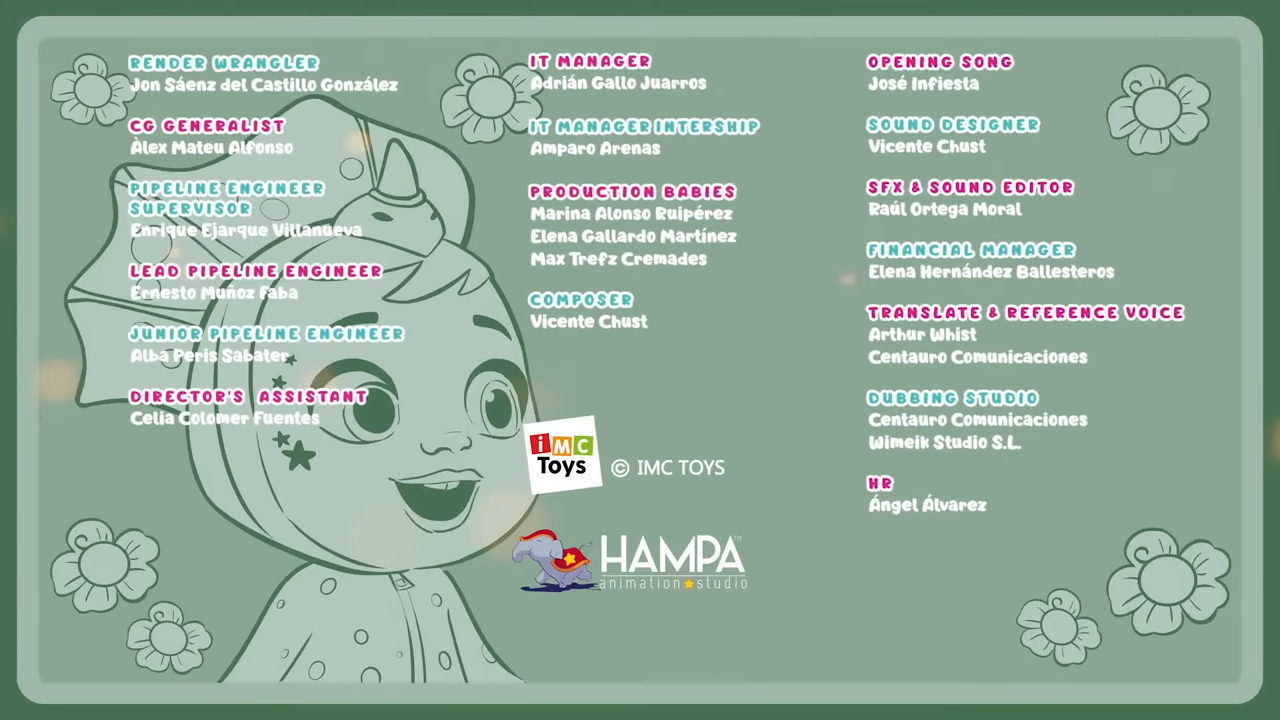 RENDER WRANGLER
Jon Sáenz del Castillo González
CG GENERALIST
Àlex Mateu Alfonso
PIPELINE ENGINEER
SUPERVISOR
Enrique Ejarque Villanueva
LEAD PIPELINE ENGINEER
Ernesto Muñoz Faba
JUNIOR PIPELINE ENGINEER
Alba Peris Sabater
DIRECTOR'S ASSISTANT
Celia Colomer Fuentes
IT MANAGER
Adrián Gallo Juarros
IT MANAGER INTERSHIP
Amparo Arenas
PRODUCTION BABIES
Marina Alonso Ruipérez
Elena Gallardo Martínez
Max Trefz Cremades
COMPOSER
Vicente Chust
iMC
Toys
© IMC TOYS
HAMPA™
animation studio
OPENING SONG
José Infiesta
SOUND DESIGNER
Vicente Chust
SFX & SOUND EDITOR
Raúl Ortega Moral
FINANCIAL MANAGER
Elena Hernández Ballesteros
TRANSLATE & REFERENCE VOICE
Arthur Whist
Centauro Comunicaciones
DUBBING STUDIO
Centauro Comunicaciones
Wimeik Studio S.L.
HR
Ángel Álvarez